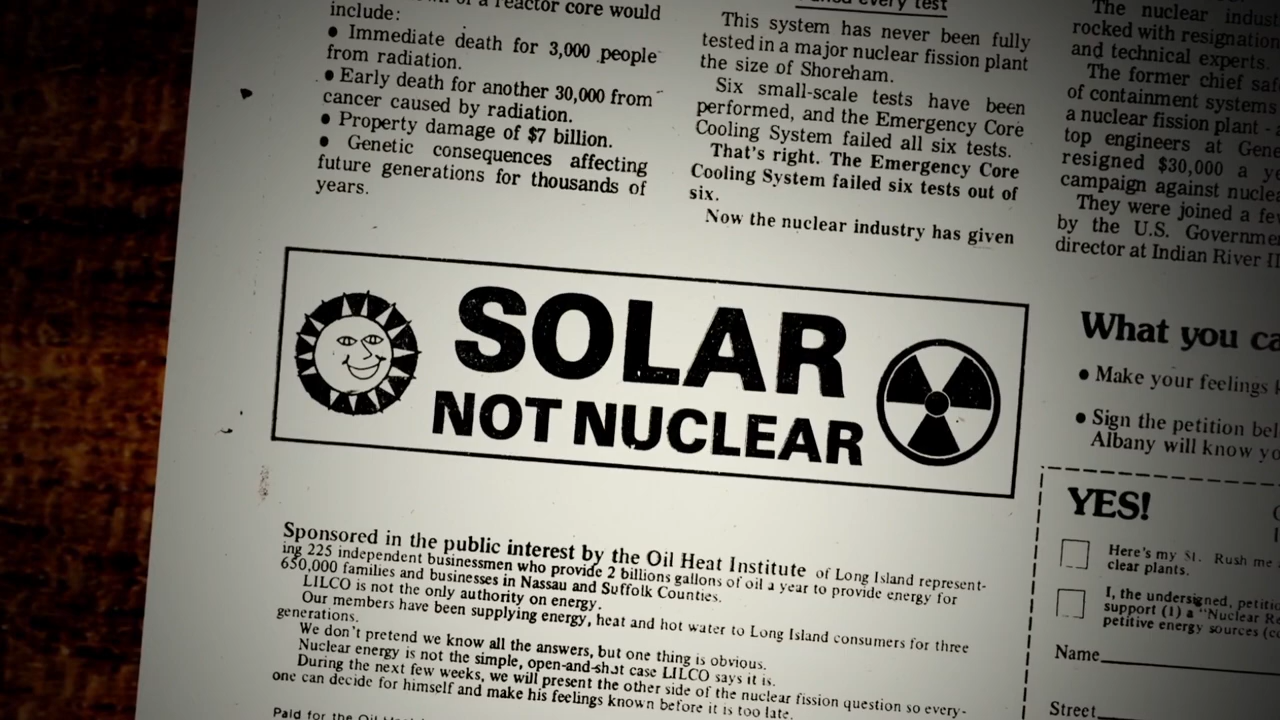 of a reactor core would
include:
● Immediate death for 3,000 people
from radiation.
● Early death for another 30,000 from
cancer caused by radiation.
● Property damage of $7 billion.
● Genetic consequences affecting
future generations for thousands of
years.
every test
This system has never been fully
tested in a major nuclear fission plant
the size of Shoreham.
Six small-scale tests have been
performed, and the Emergency Core
Cooling System failed all six tests.
That's right. The Emergency Core
Cooling System failed six tests out of
six.
Now the nuclear industry has given
The nuclear
rocked with
and technical experts.
The former chief
of containment systems
a nuclear fission plant -
top engineers at
resigned $30,000 a
campaign against
They were joined a
by the U.S.
director at Indian River
SOLAR
NOT NUCLEAR
What you
● Make your feelings
● Sign the petition
Albany will know
YES!
Here's my $1. Rush me
clear plants.
I, the undersigned,
support (1) a "Nuclear
petitive energy sources
Name
Street
Sponsored in the public interest by the Oil Heat Institute of Long Island represent-
ing 225 independent businessmen who provide 2 billions gallons of oil a year to provide energy for
650,000 families and businesses in Nassau and Suffolk Counties.
LILCO is not the only authority on energy.
Our members have been supplying energy, heat and hot water to Long Island consumers for three
generations.
We don't pretend we know all the answers, but one thing is obvious.
Nuclear energy is not the simple, open-and-shut case LILCO says it is.
During the next few weeks, we will present the other side of the nuclear fission question so every-
one can decide for himself and make his feelings known before it is too late.
Paid for the Oil